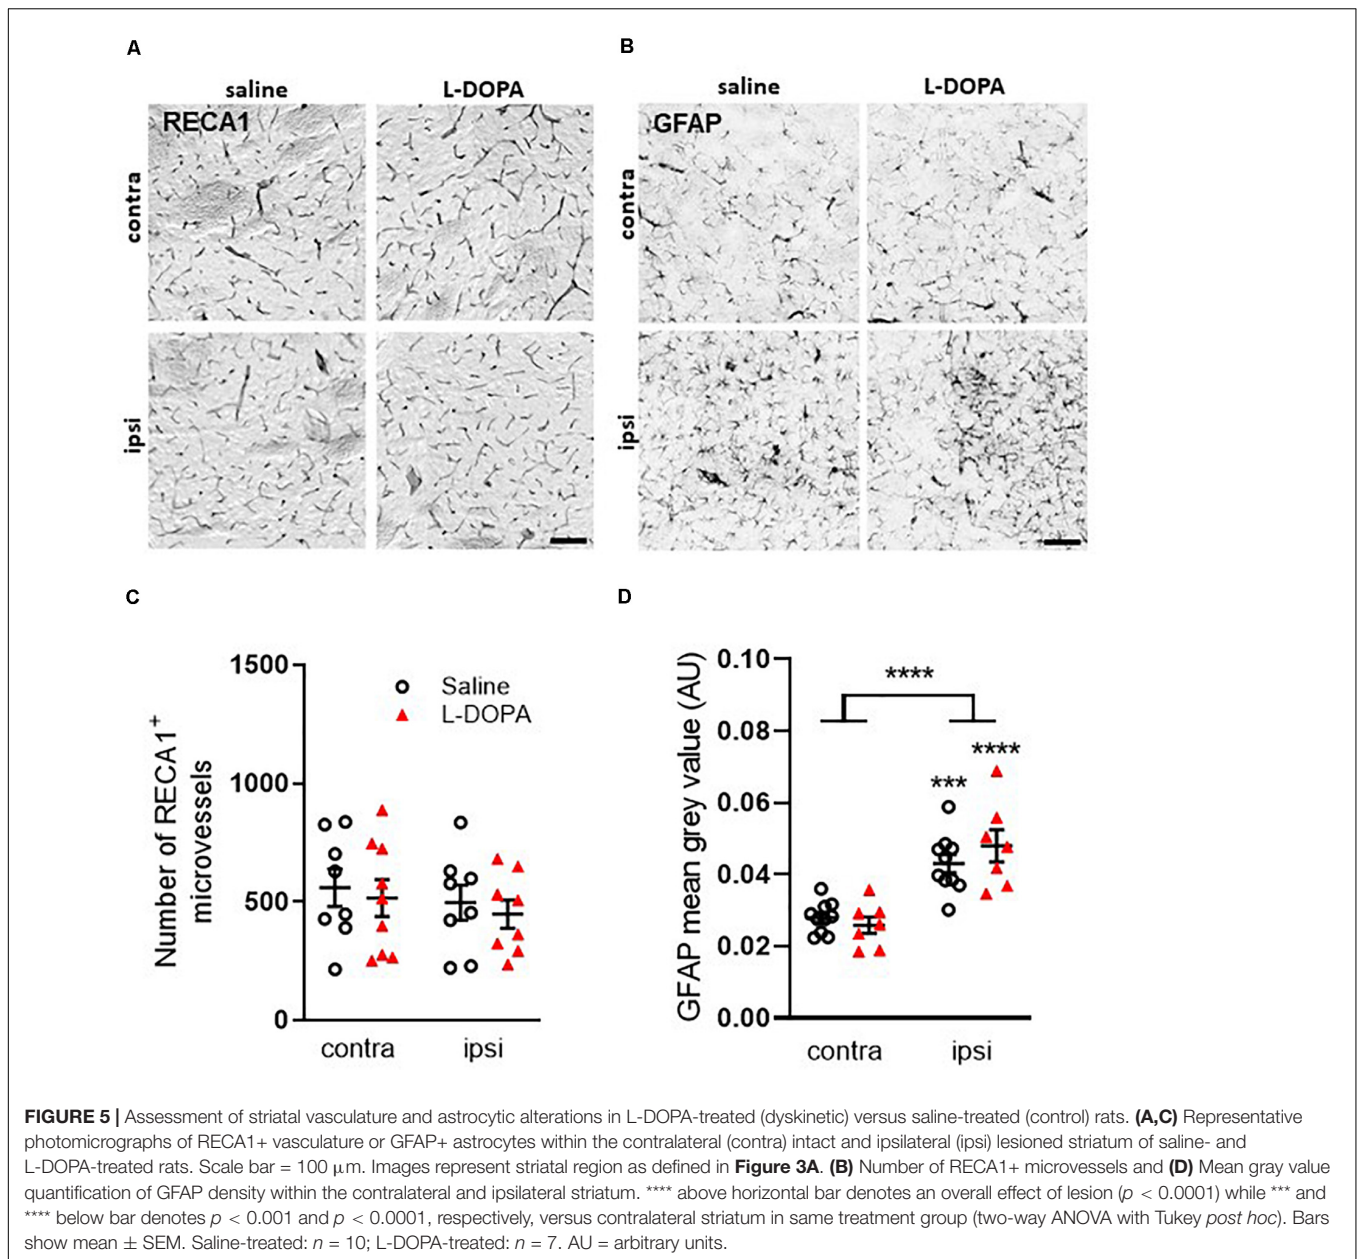 A
B
saline
L-DOPA
saline
L-DOPA
RECA1
GFAP
contra
contra
ipsi
ipsi
C
D
Number of RECA1+
microvessels
1500
1000
500
0
Saline
L-DOPA
contra
ipsi
GFAP mean grey value (AU)
0.10
0.08
0.06
0.04
0.02
0.00
****
***
****
contra
ipsi
FIGURE 5 | Assessment of striatal vasculature and astrocytic alterations in L-DOPA-treated (dyskinetic) versus saline-treated (control) rats. (A,C) Representative
photomicrographs of RECA1+ vasculature or GFAP+ astrocytes within the contralateral (contra) intact and ipsilateral (ipsi) lesioned striatum of saline- and
L-DOPA-treated rats. Scale bar = 100 μm. Images represent striatal region as defined in Figure 3A. (B) Number of RECA1+ microvessels and (D) Mean gray value
quantification of GFAP density within the contralateral and ipsilateral striatum. **** above horizontal bar denotes an overall effect of lesion (p < 0.0001) while *** and
**** below bar denotes p < 0.001 and p < 0.0001, respectively, versus contralateral striatum in same treatment group (two-way ANOVA with Tukey post hoc). Bars
show mean ± SEM. Saline-treated: n = 10; L-DOPA-treated: n = 7. AU = arbitrary units.